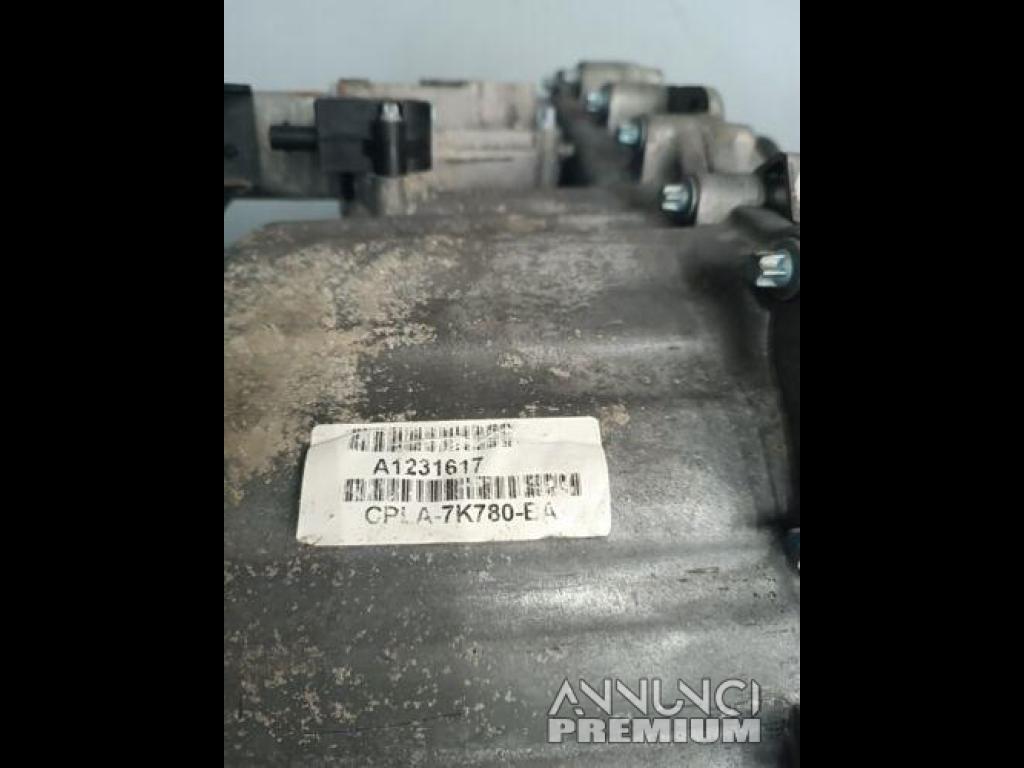 A1231617
CPLA-7K780-BA
ANNUNCI
PREMIUM